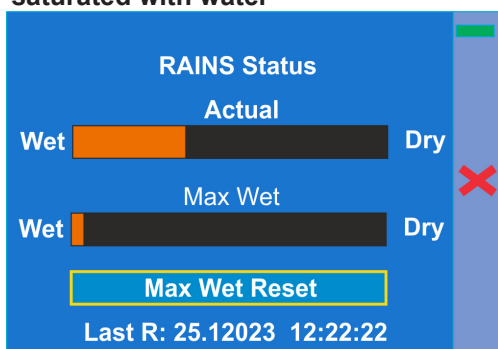 saturated with water
RAINS Status
Actual
Wet Dry
Max Wet
Wet Dry
Max Wet Reset
Last R: 25.12023 12:22:22